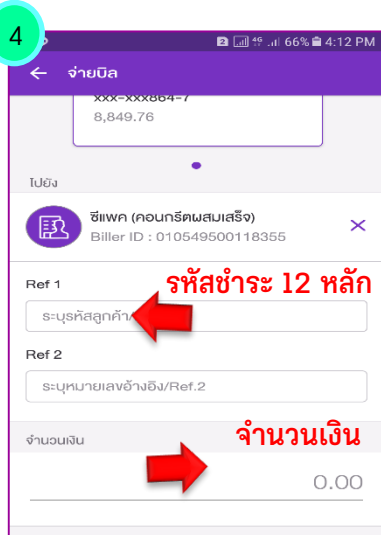 4
2 4G 66% 4:12 PM
← จ่ายบิล
xxx-xxx864-7
8,849.76
ไปยัง
ซีแพค (คอนกรีตผสมเสร็จ)
Biller ID : 010549500118355
Ref 1
รหัสชำระ 12 หลัก
ระบุรหัสลูกค้า/
Ref 2
ระบุหมายเลขอ้างอิง/Ref.2
จำนวนเงิน
จำนวนเงิน
0.00